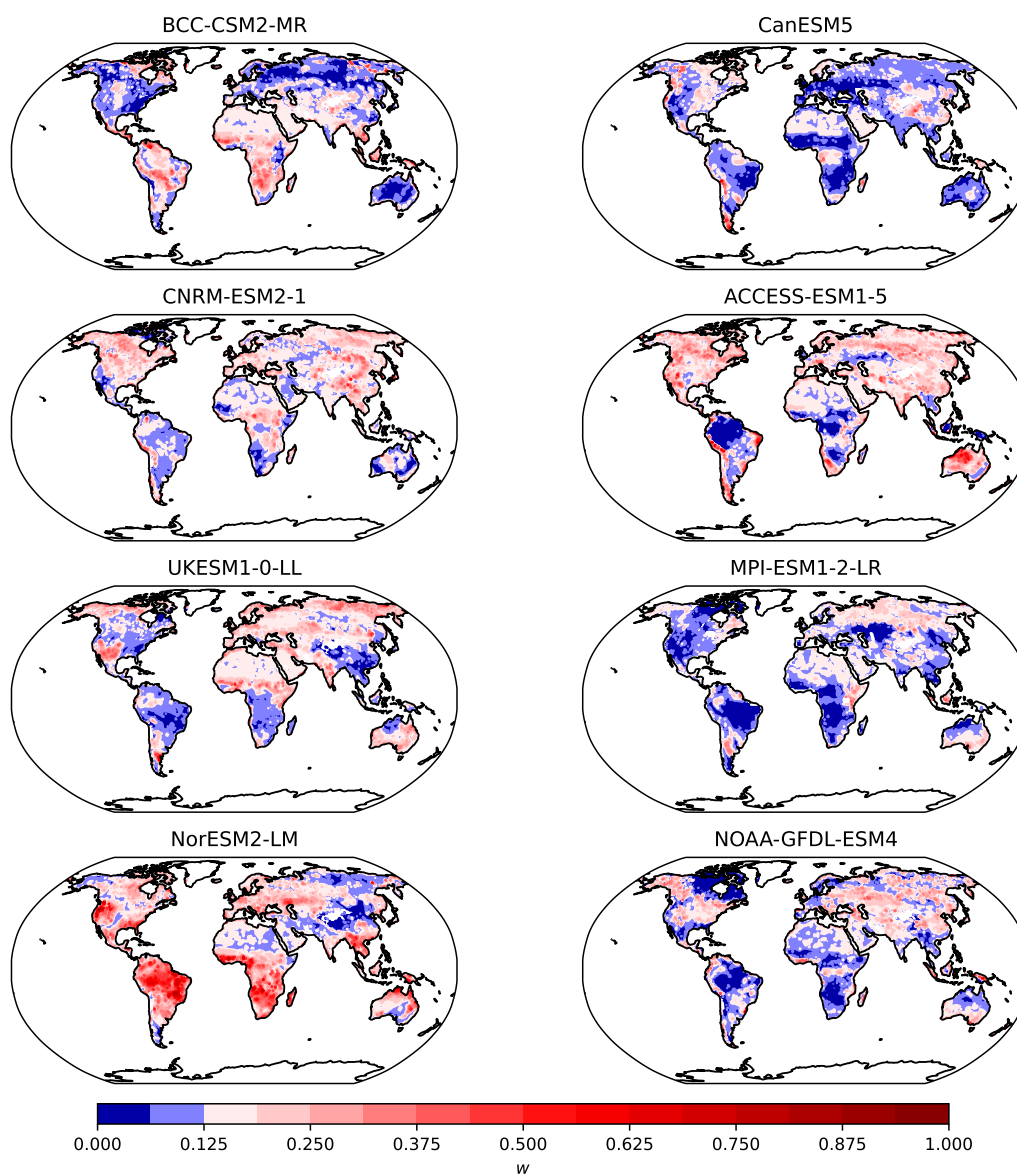 BCC-CSM2-MR
CanESM5
CNRM-ESM2-1
ACCESS-ESM1-5
UKESM1-0-LL
MPI-ESM1-2-LR
NorESM2-LM
NOAA-GFDL-ESM4
0.000 0.125 0.250 0.375 0.500 0.625 0.750 0.875 1.000
w